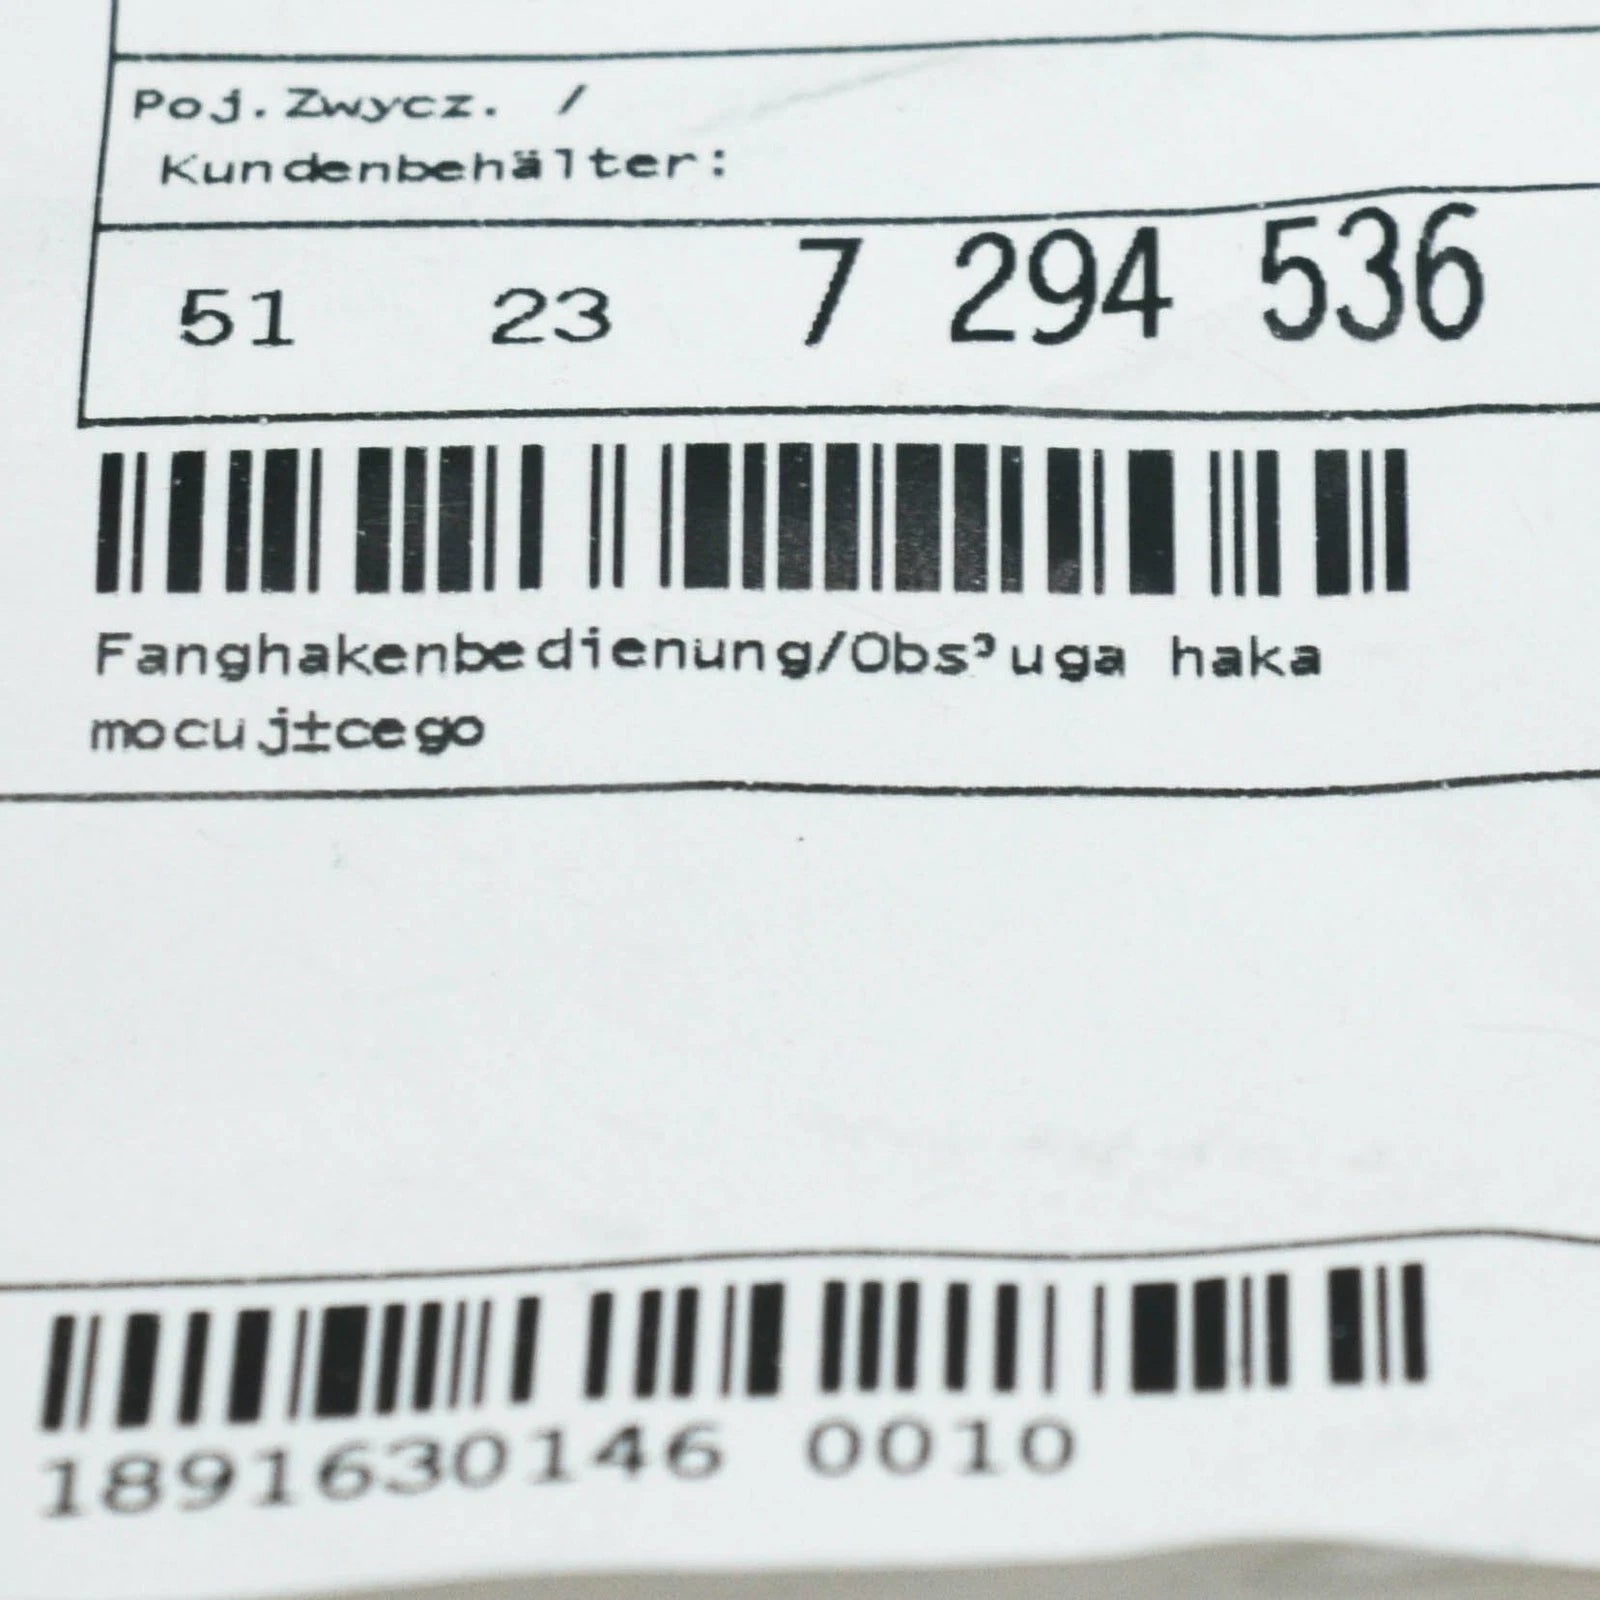 Poj.Zwycz. /
Kundenbehälter:
51 23 7 294 536
Fanghakenbedienung/Obs³uga haka
mocuj±cego
1891630146 0010